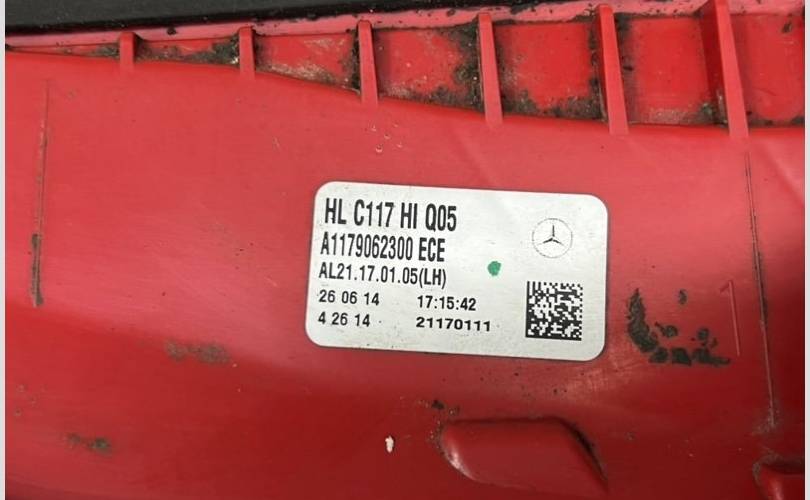 HL C117 HI Q05
A1179062300 ECE
AL21.17.01.05(LH)
26 06 14 17:15:42
4 26 14 21170111
1